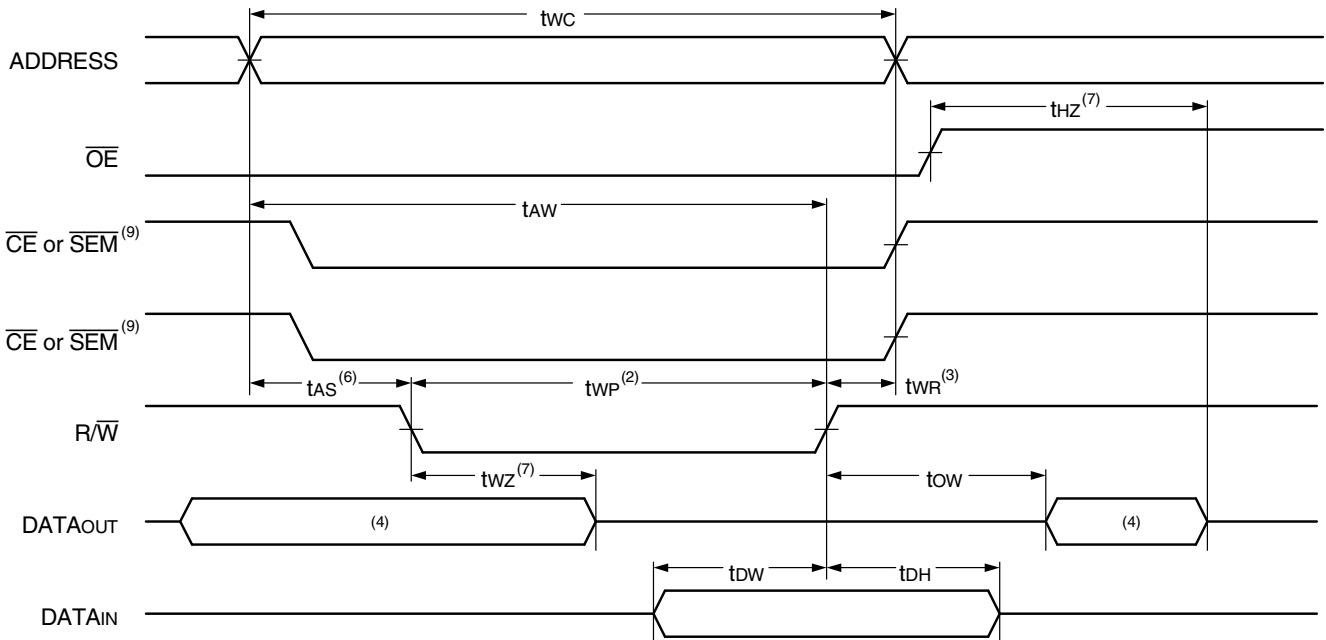 tWC
ADDRESS
tHZ(7)
OE
tAW
CE or SEM(9)
CE or SEM(9)
tAS(6)
tWP(2)
tWR(3)
R/W
tWZ(7)
tOW
DATAOUT
(4)
(4)
tDW
tDH
DATAIN